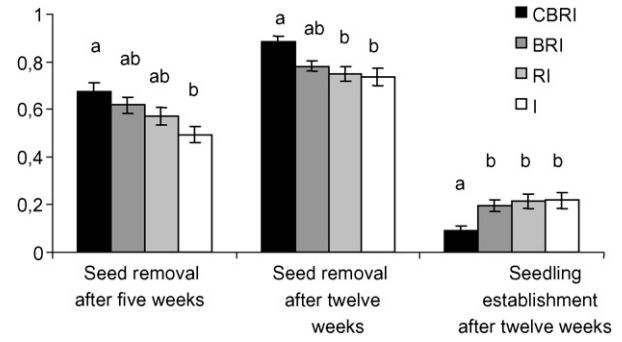 1
0,8
0,6
0,4
0,2
0
a
ab
ab
b
a
ab
b
b
a
b
b
b
CBRI
BRI
RI
I
Seed removal
after five weeks
Seed removal
after twelve
weeks
Seedling
establishment
after twelve weeks